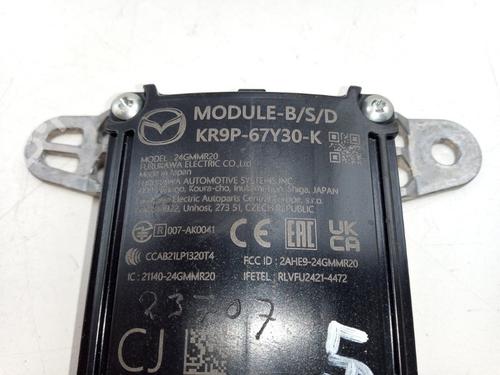 MODULE-B/S/D
KR9P-67Y30-K
MODEL: 24GMMR20
FURUKAWA ELECTRIC CO.,Ltd
Made in Japan
FURUKAWA AUTOMOTIVE SYSTEMS INC.
Koura-cho, Inukami-gun, Shiga, JAPAN
Electric Autoparts Central Europe, s.r.o.
Unhost, 273 51, CZECH REPUBLIC
R 007-AK0041
CE
UK
CA
CCAB21LP1320T4
FCC ID : 2AHE9-24GMMR20
IC : 21140-24GMMR20
IFETEL : RLVFU2421-4472
23707
CJ